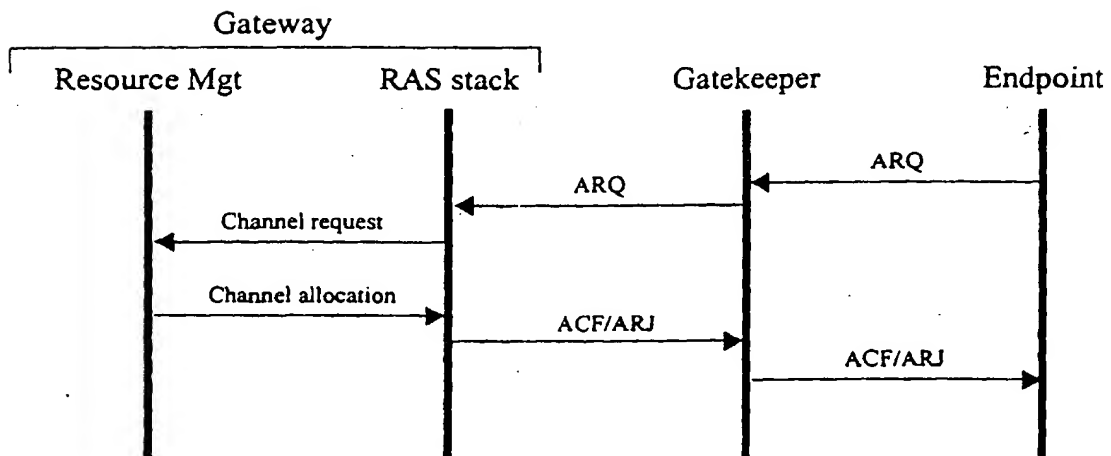 Gateway
Resource Mgt RAS stack Gatekeeper Endpoint
ARQ
ARQ
Channel request
Channel allocation
ACF/ARJ
ACF/ARJ